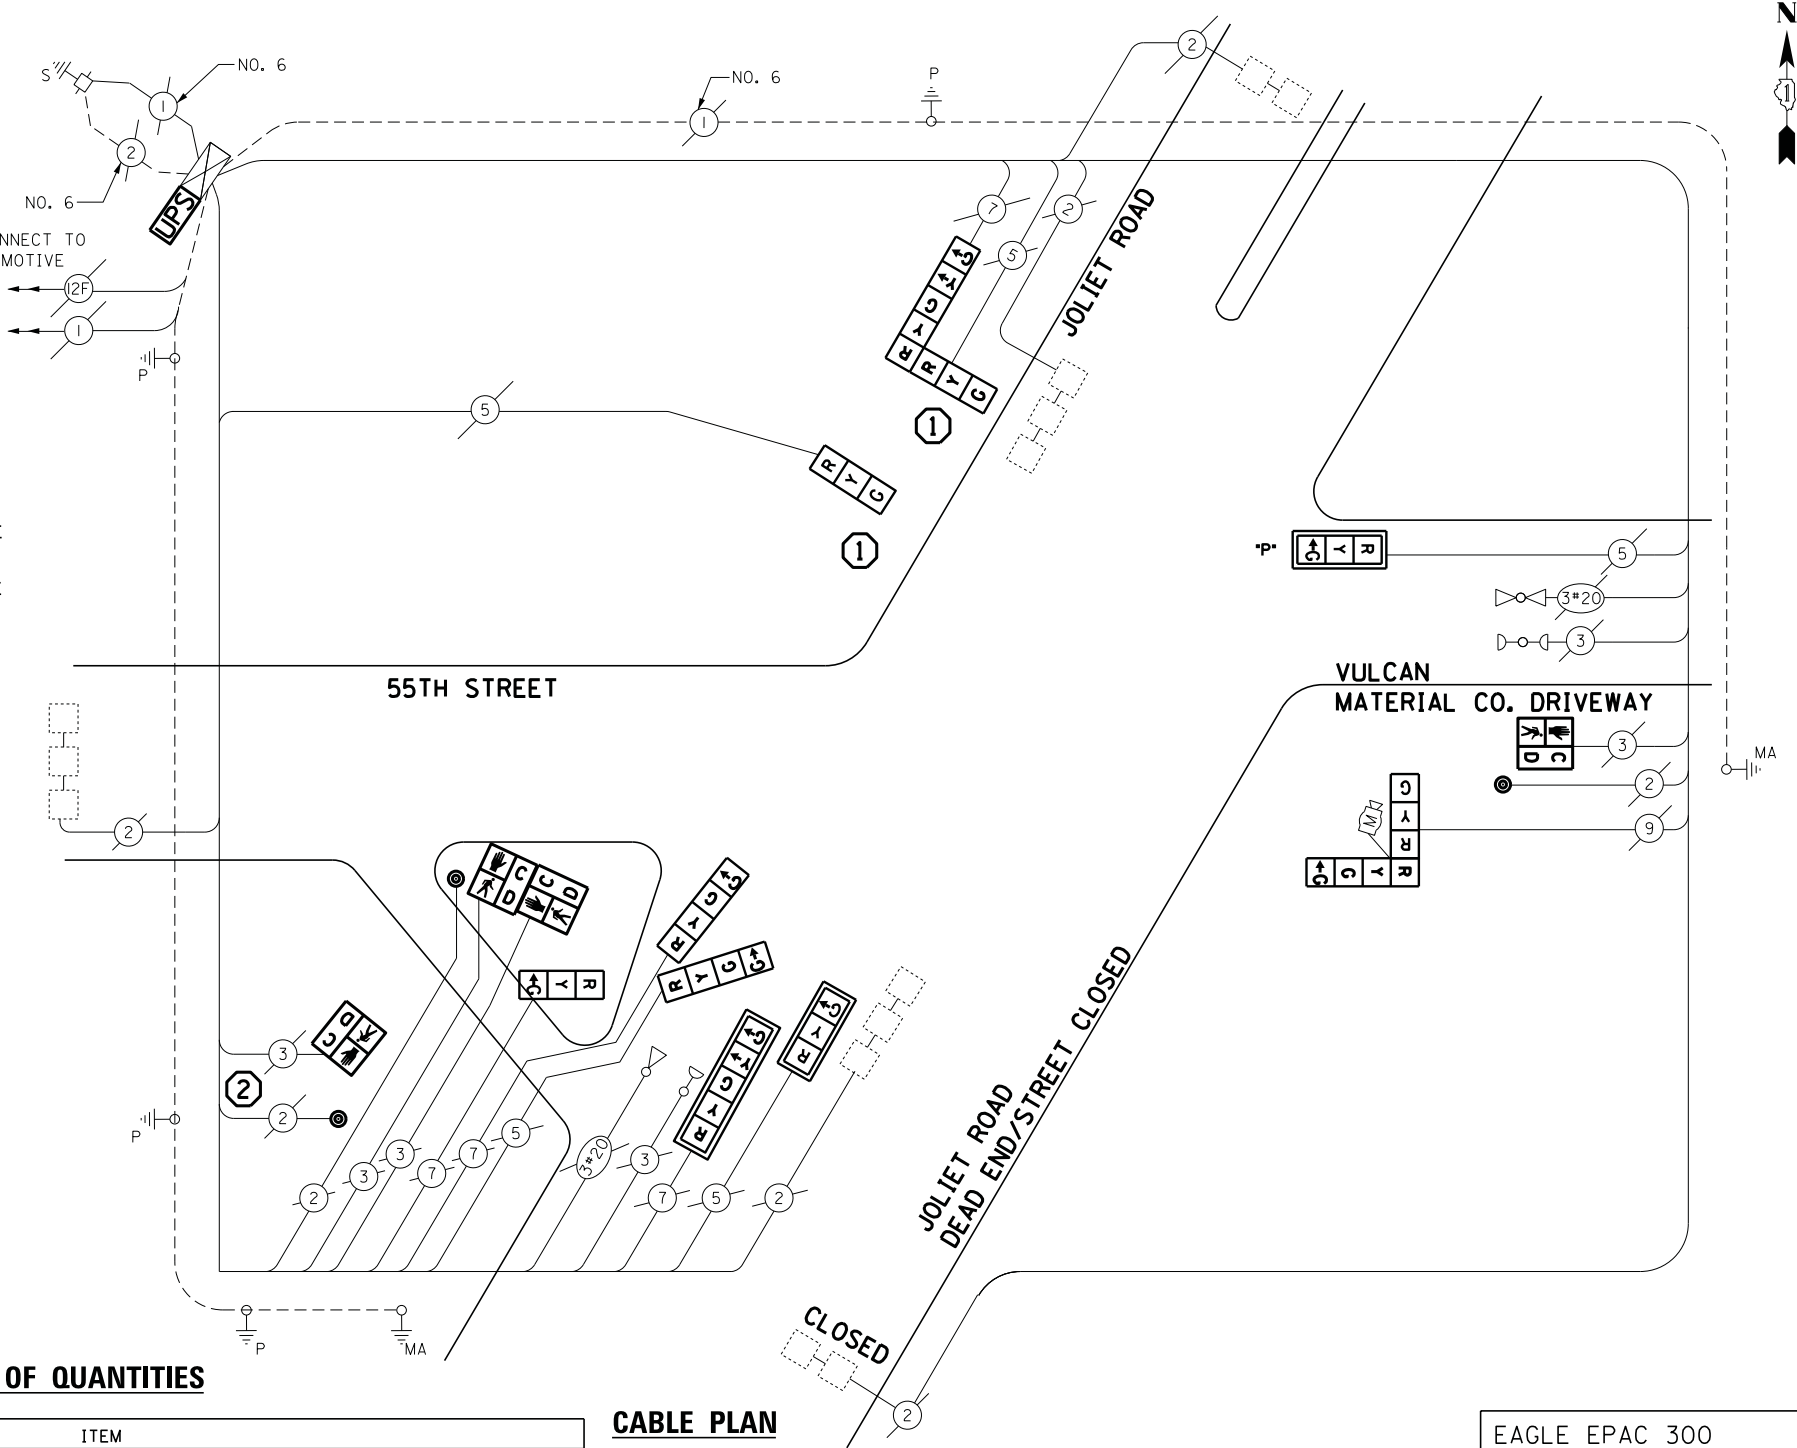 N
1
S
NO. 6
1
2
NO. 6
UPS
NNECT TO
MOTIVE
12F
1
P
NO. 6
1
P
2
7
5
2
G
Y
G
Y
R
R
Y
G
1
JOLIET ROAD
5
R
Y
G
1
"P"
G
Y
R
5
3#20
3
55TH STREET
VULCAN
MATERIAL CO. DRIVEWAY
D
C
3
2
MA
G
Y
R
9
M
G
G
Y
R
2
C
D
C
D
G
G
Y
R
R
Y
G
G
G
Y
R
D
C
3
2
2
P
2
3
3
7
7
5
3#20
3
7
5
2
G
Y
G
Y
R
G
Y
R
JOLIET ROAD
DEAD END/STREET CLOSED
CLOSED
2
P
MA
OF QUANTITIES
ITEM
CABLE PLAN
EAGLE EPAC 300